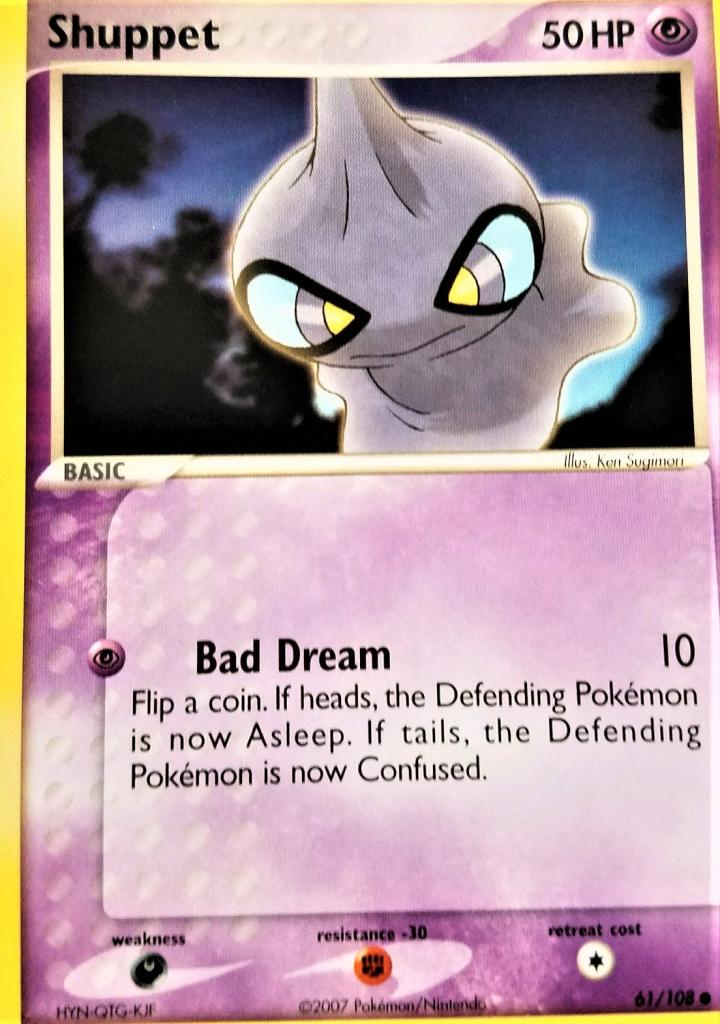 Shuppet 50 HP
BASIC
Illus. Ken Sugimori
Bad Dream 10
Flip a coin. If heads, the Defending Pokémon
is now Asleep. If tails, the Defending
Pokémon is now Confused.
weakness resistance -30 retreat cost
HYN-QTG-KJF ©2007 Pokémon/Nintendo 61/108